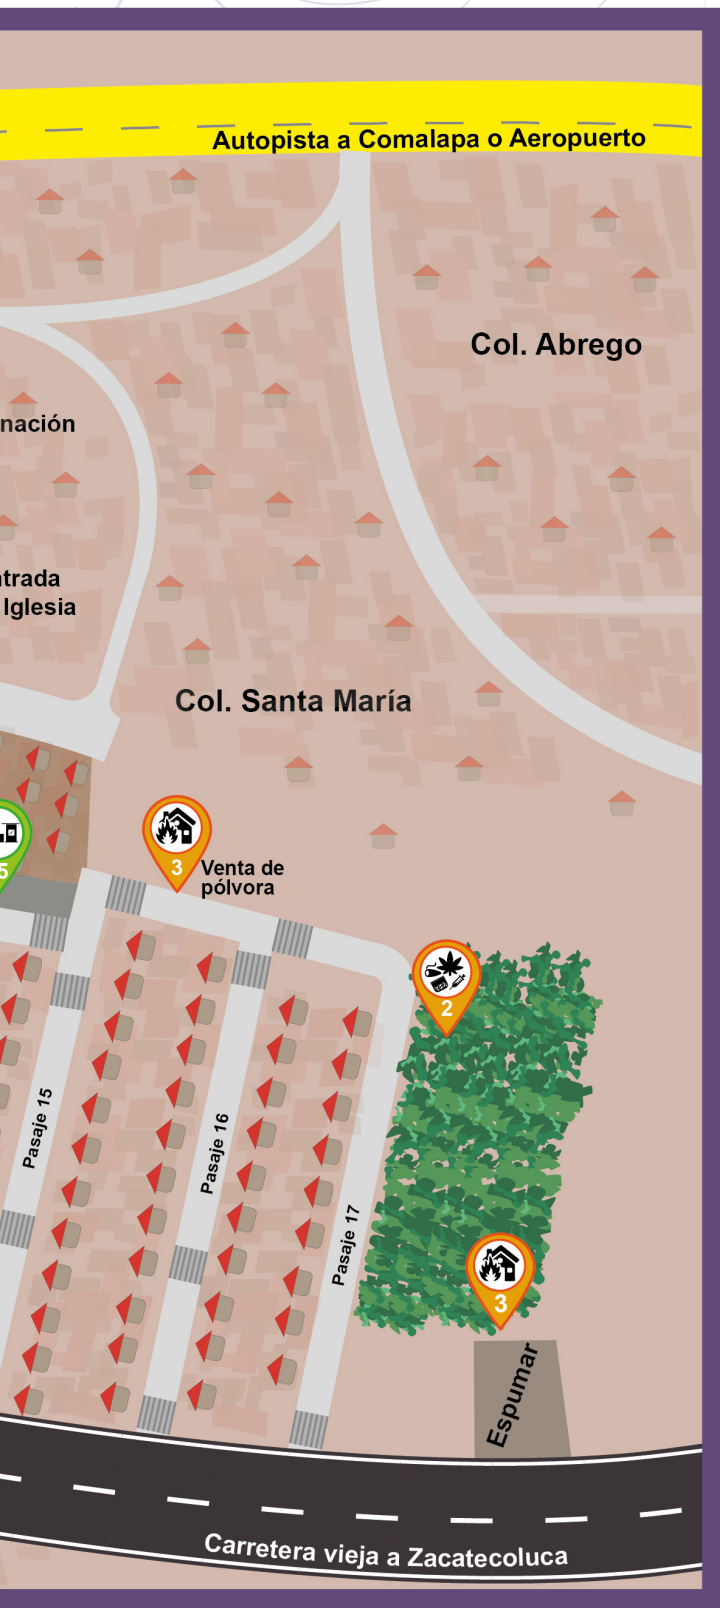 Autopista a Comalapa o Aeropuerto
Col. Abrego
nación
trada
Iglesia
Col. Santa María
5
3
Venta de
pólvora
2
Pasaje 15
Pasaje 16
Pasaje 17
3
Espumar
Carretera vieja a Zacatecoluca